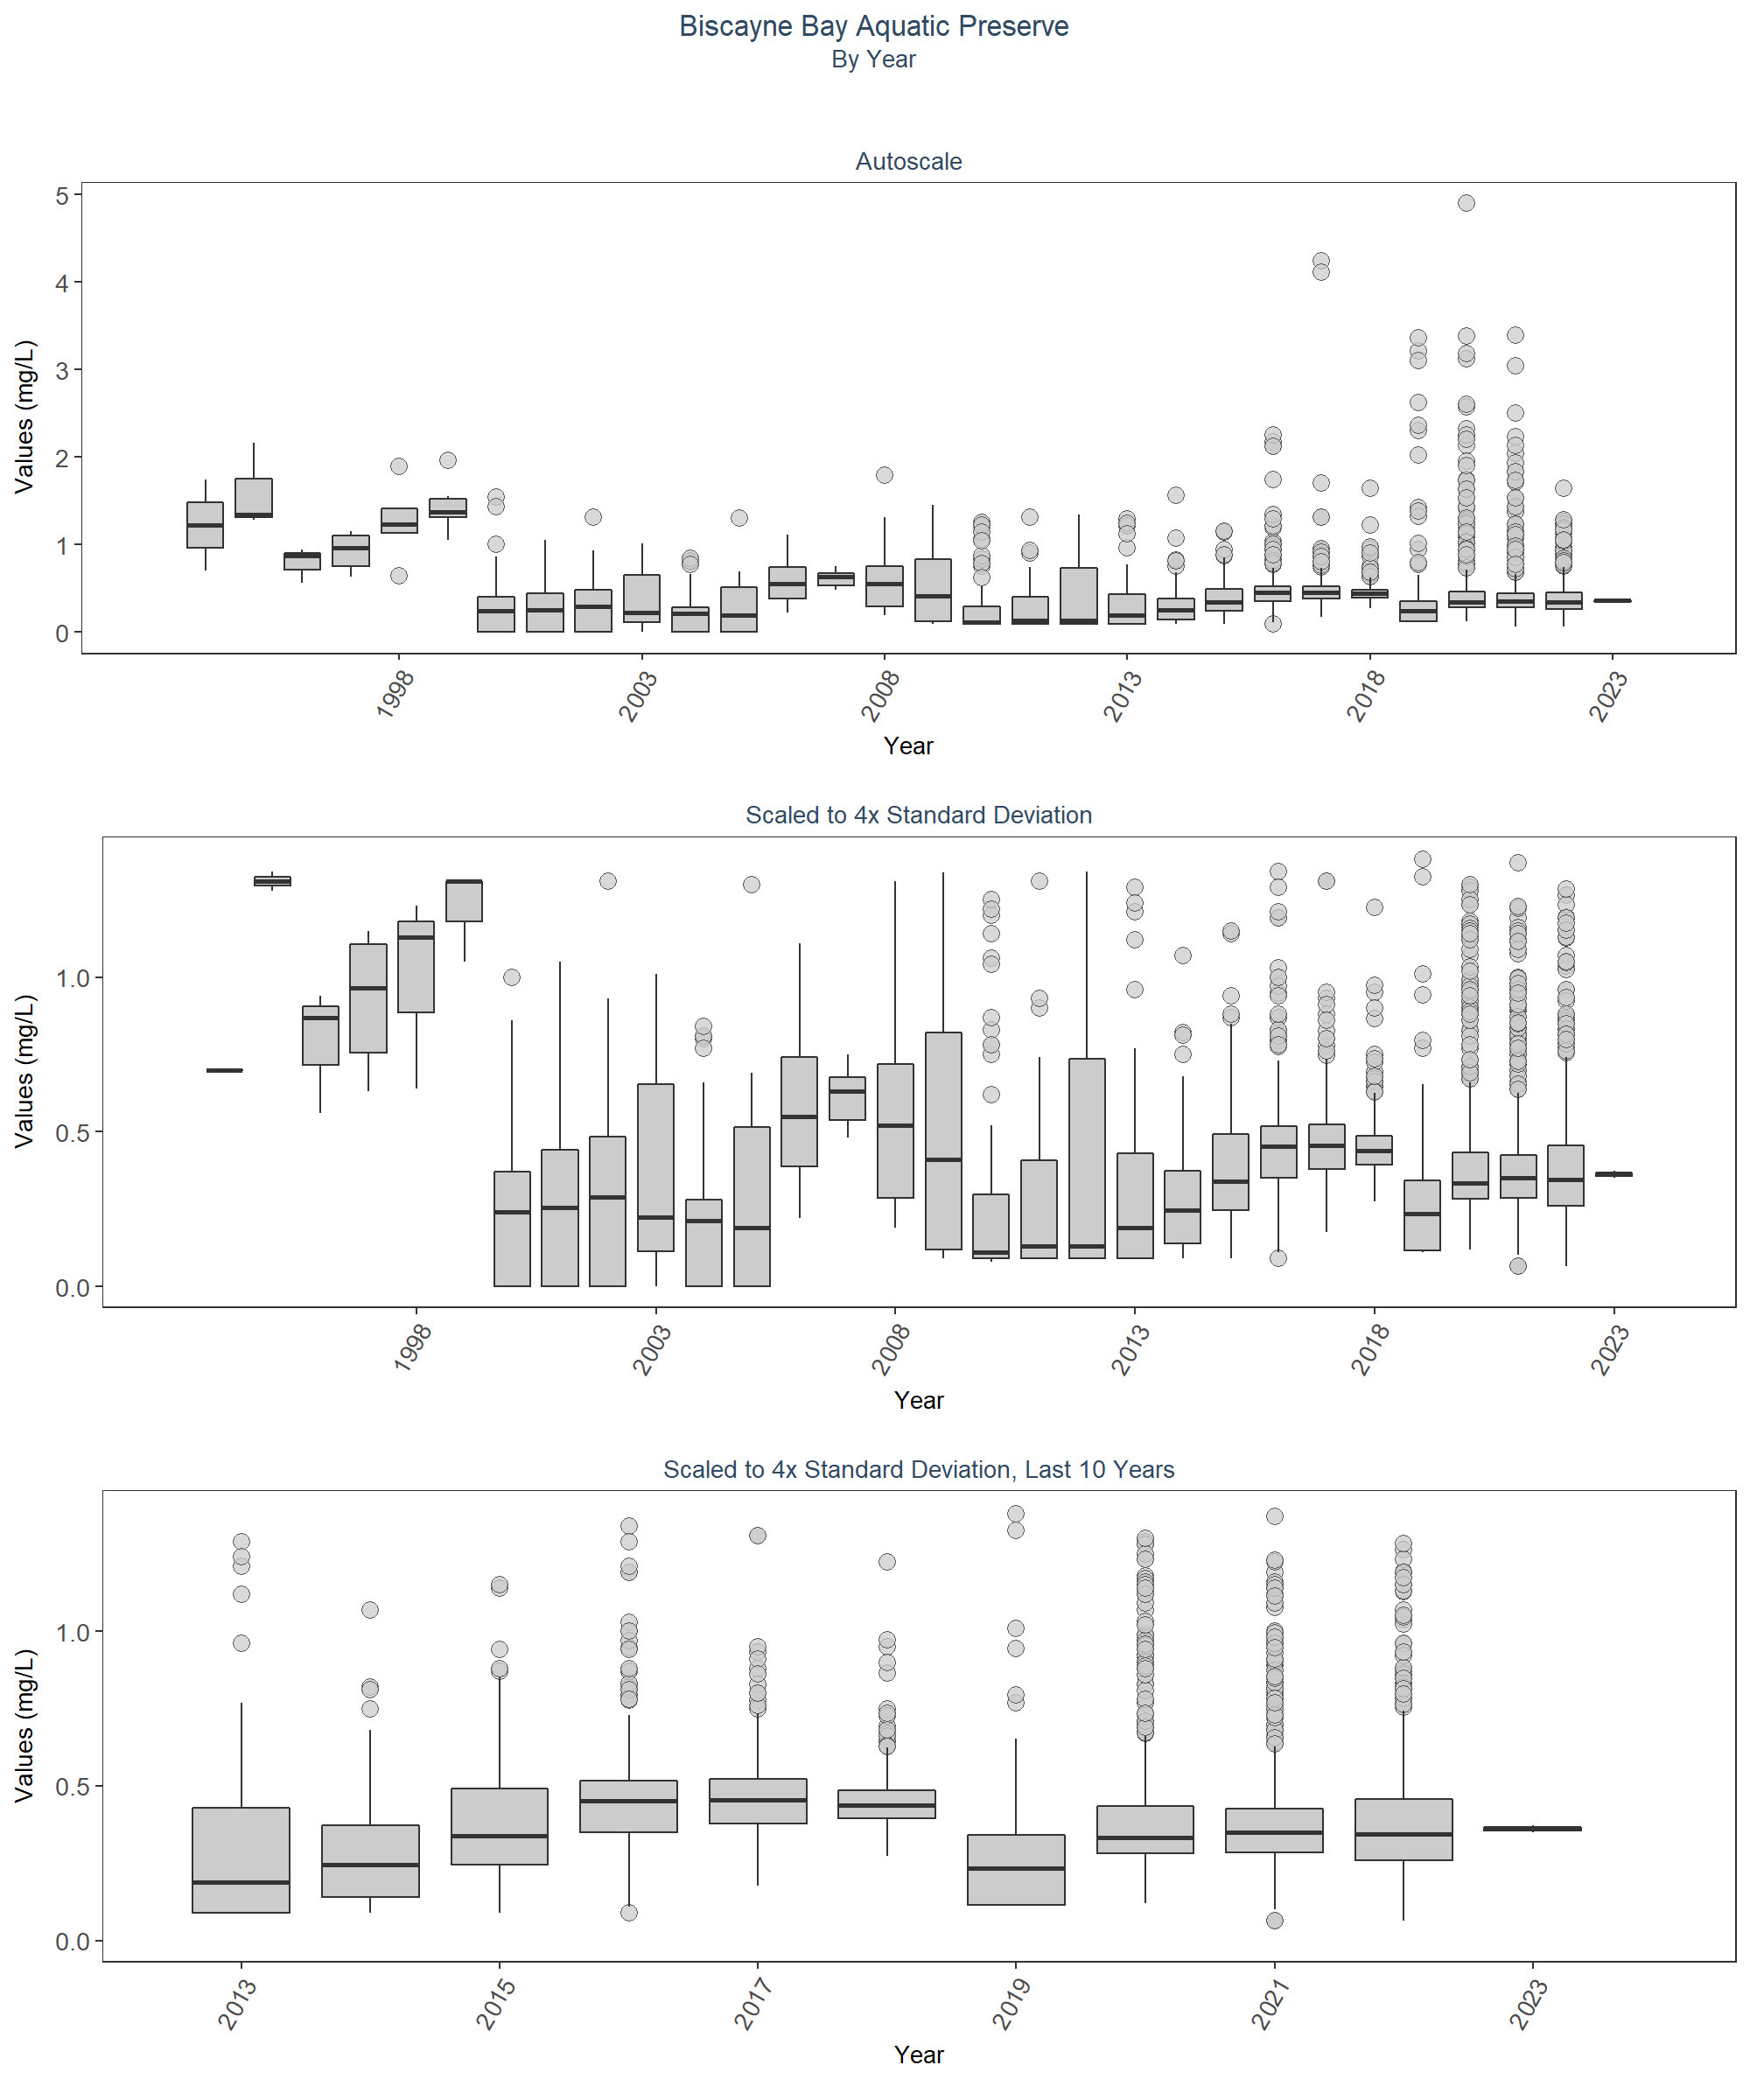 Biscayne Bay Aquatic Preserve
By Year
Autoscale
Values (mg/L)
5
4
3
2
1
0
1998
2003
2008
2013
2018
2023
Year
Scaled to 4x Standard Deviation
Values (mg/L)
1.0
0.5
0.0
1998
2003
2008
2013
2018
2023
Year
Scaled to 4x Standard Deviation, Last 10 Years
Values (mg/L)
1.0
0.5
0.0
2013
2015
2017
2019
2021
2023
Year